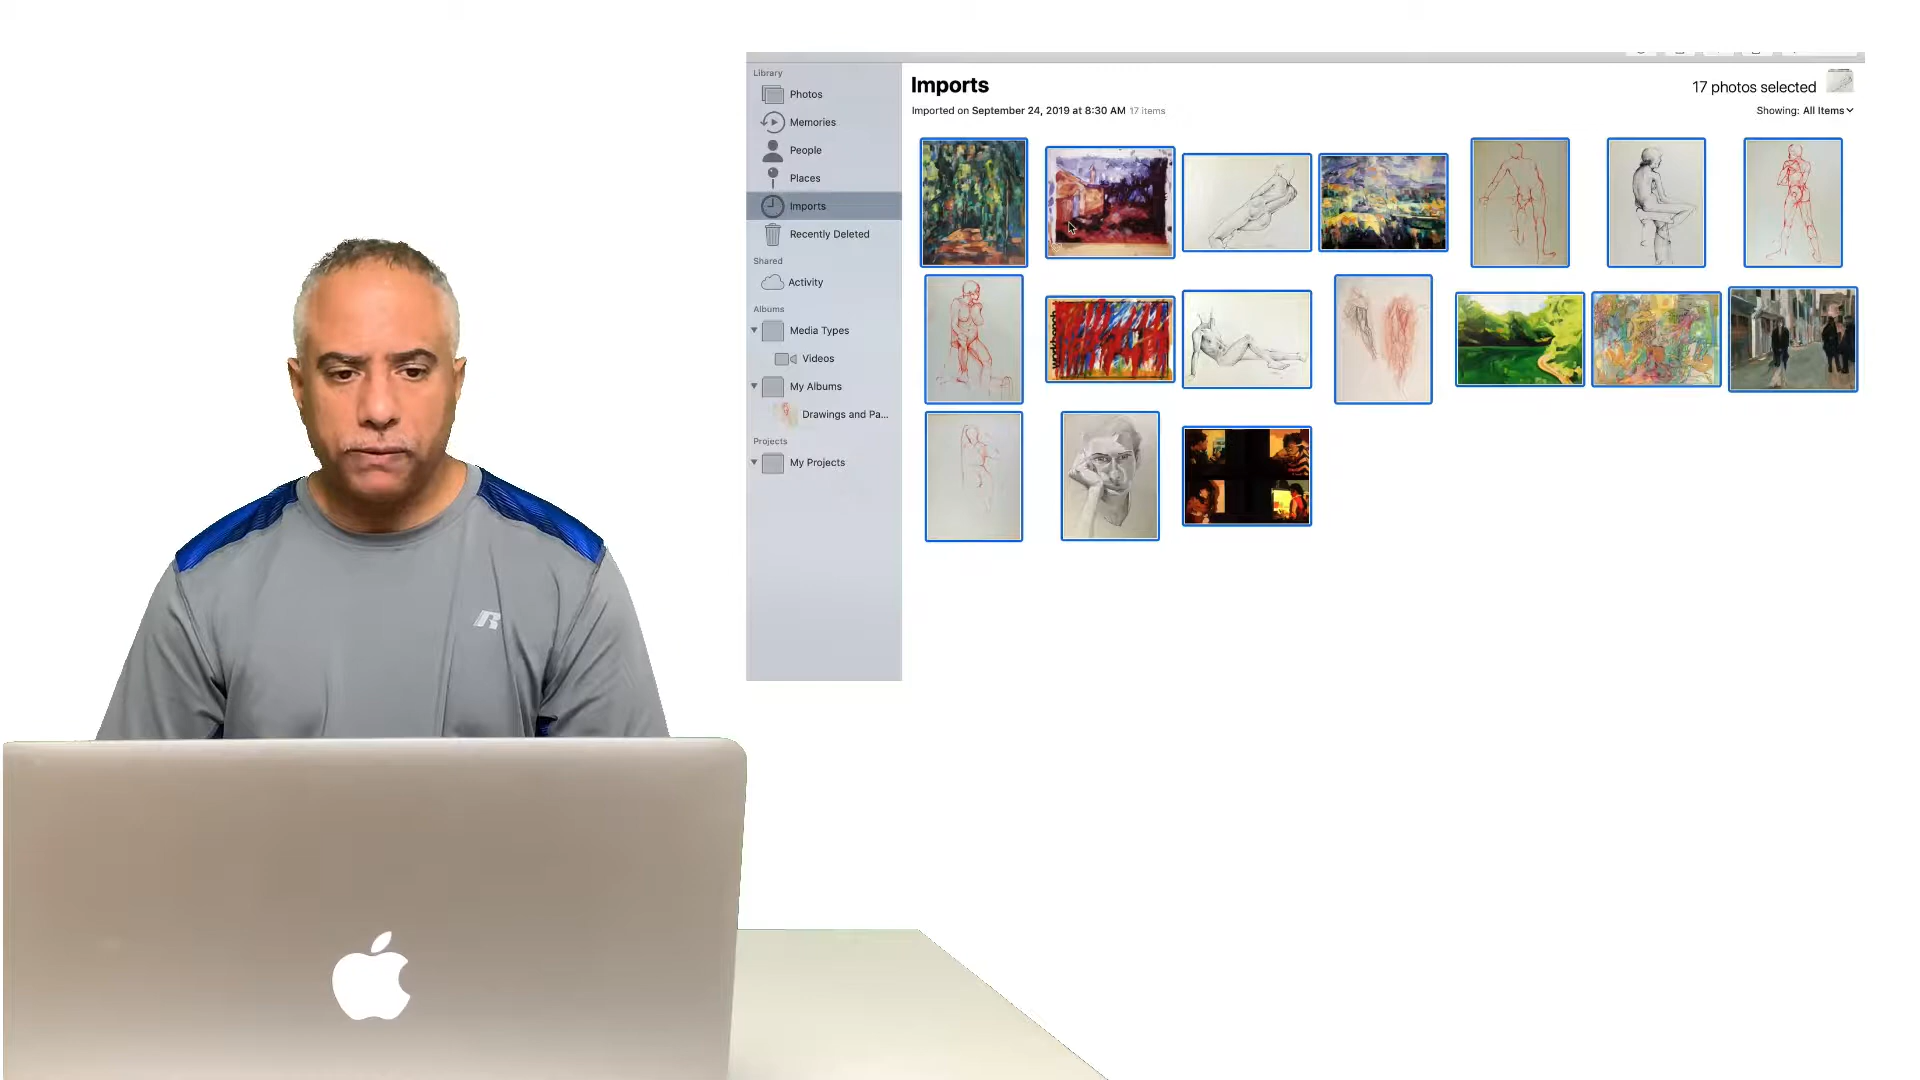 Library
Photos
Memories
People
Places
Imports
Recently Deleted
Shared
Activity
Albums
Media Types
Videos
My Albums
Drawings and Pa...
Projects
My Projects
Imports
17 photos selected
Imported on September 24, 2019 at 8:30 AM 17 items
Showing: All Items
workbench
R